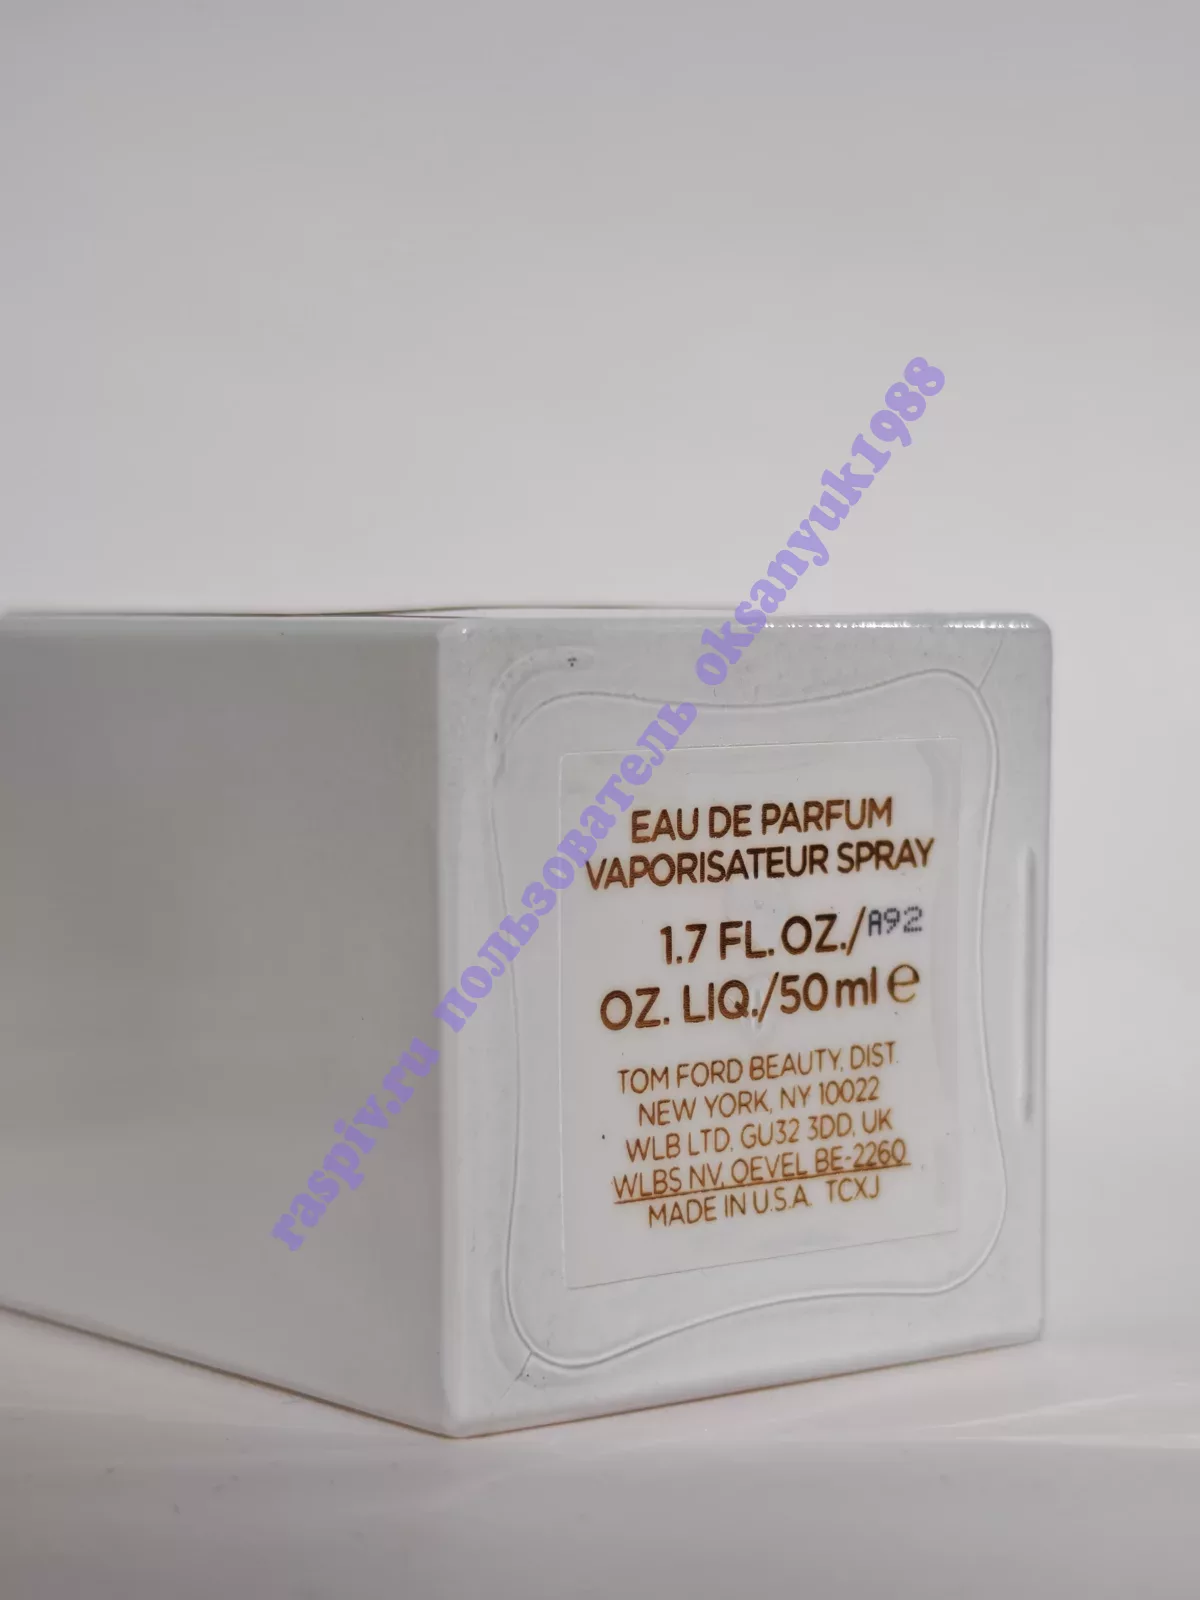 EAU DE PARFUM
VAPORISATEUR SPRAY
1.7 FL. OZ./A92
OZ. LIQ./50 ml ℮
TOM FORD BEAUTY, DIST.
NEW YORK, NY 10022
WLB LTD, GU32 3DD, UK
WLBS NV, OEVEL BE-2260
MADE IN U.S.A. TCXJ
raspiv.ru пользователь oksanyuk1988